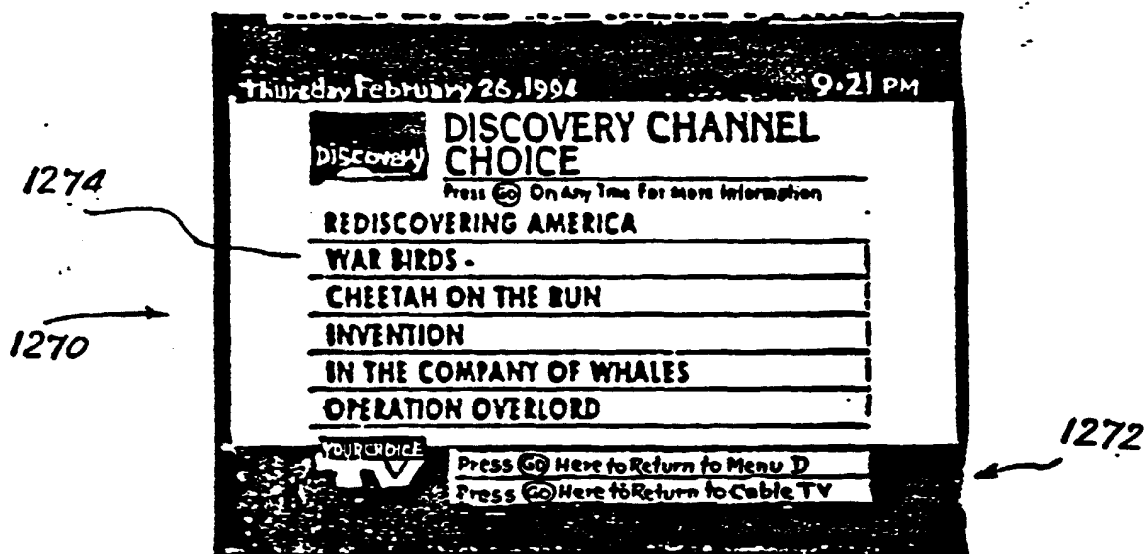 Thursday February 26, 1994
9:21 PM
Discovery
DISCOVERY CHANNEL
CHOICE
Press GO On Any Time For More Information
1274
REDISCOVERING AMERICA
WAR BIRDS -
CHEETAH ON THE RUN
1270
INVENTION
IN THE COMPANY OF WHALES
OPERATION OVERLORD
1272
YOUR CHOICE
TV
Press GO Here to Return to Menu D
Press GO Here to Return to Cable TV